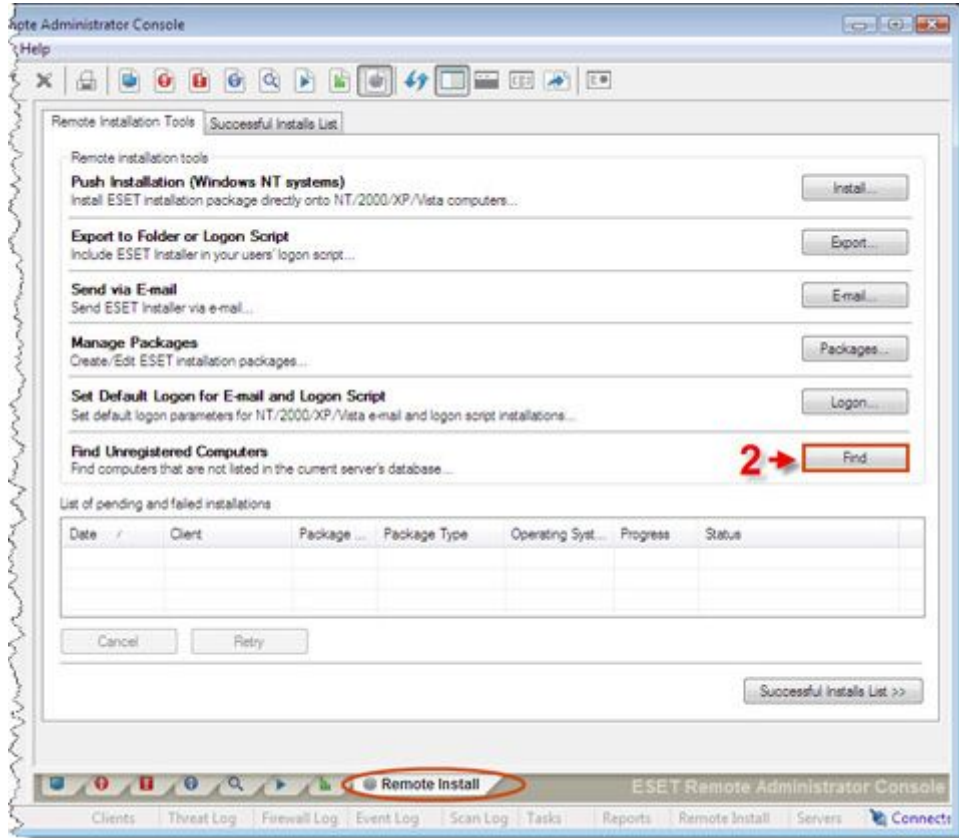 mote Administrator Console
Help
Remote Installation Tools
Successful Installs List
Remote installation tools
Push Installation (Windows NT systems)
Install ESET installation package directly onto NT/2000/XP/Vista computers...
Install...
Export to Folder or Logon Script
Include ESET Installer in your users' logon script...
Export...
Send via E-mail
Send ESET Installer via e-mail...
E-mail...
Manage Packages
Create/Edit ESET installation packages...
Packages...
Set Default Logon for E-mail and Logon Script
Set default logon parameters for NT/2000/XP/Vista e-mail and logon script installations...
Logon...
Find Unregistered Computers
Find computers that are not listed in the current server's database...
2
Find
List of pending and failed installations
Date Client Package ... Package Type Operating Syst... Progress Status
Cancel Retry
Successful Installs List >>
Remote Install
ESET Remote Administrator Console
Clients Threat Log Firewall Log Event Log Scan Log Tasks Reports Remote Install Servers Connecte